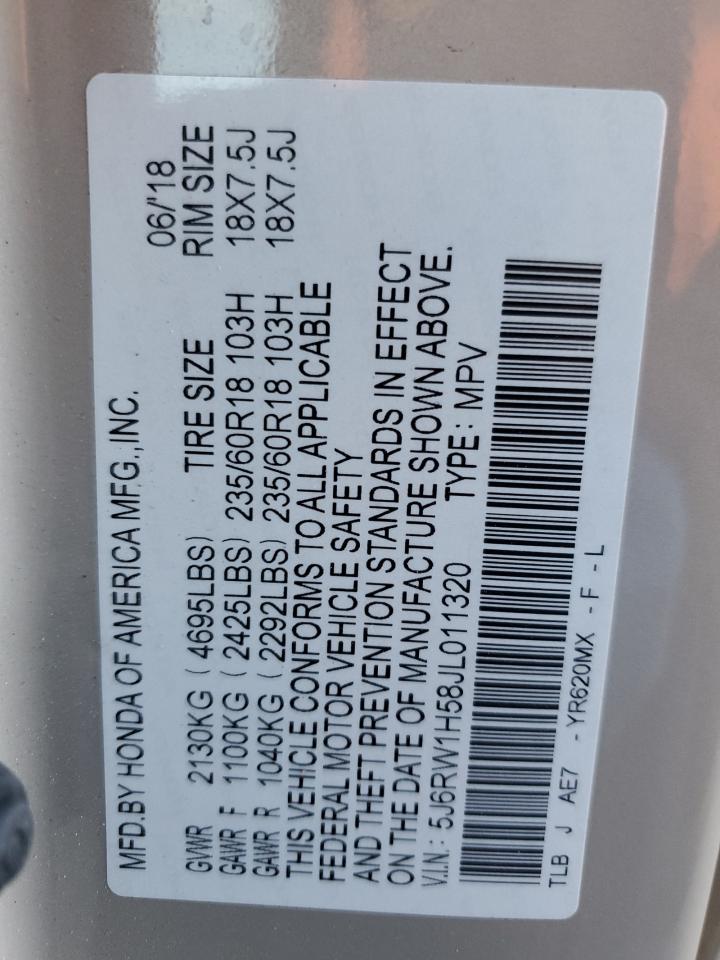 MFD.BY HONDA OF AMERICA MFG.,INC. 06/'18
GVWR 2130KG ( 4695LBS) TIRE SIZE RIM SIZE
GAWR F 1100KG ( 2425LBS) 235/60R18 103H 18X7.5J
GAWR R 1040KG ( 2292LBS) 235/60R18 103H 18X7.5J
THIS VEHICLE CONFORMS TO ALL APPLICABLE
FEDERAL MOTOR VEHICLE SAFETY
AND THEFT PREVENTION STANDARDS IN EFFECT
ON THE DATE OF MANUFACTURE SHOWN ABOVE.
V.I.N.: 5J6RW1H58JL011320 TYPE: MPV
TLB J AE7 - YR620MX - F - L